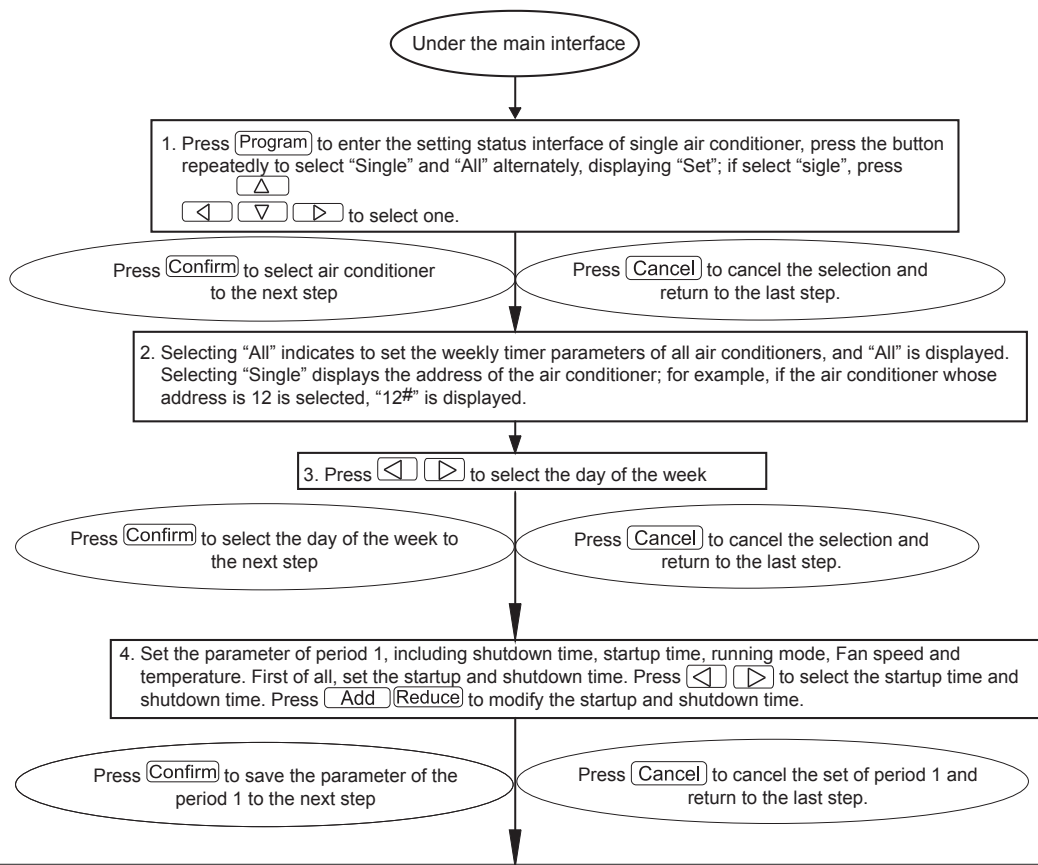 Under the main interface
1. Press Program to enter the setting status interface of single air conditioner, press the button
repeatedly to select “Single” and “All” alternately, displaying “Set”; if select “sigle”, press
△
◁ ▽ ▷ to select one.
Press Confirm to select air conditioner
to the next step
Press Cancel to cancel the selection and
return to the last step.
2. Selecting “All” indicates to set the weekly timer parameters of all air conditioners, and “All” is displayed.
Selecting “Single” displays the address of the air conditioner; for example, if the air conditioner whose
address is 12 is selected, “12#” is displayed.
3. Press ◁ ▷ to select the day of the week
Press Confirm to select the day of the week to
the next step
Press Cancel to cancel the selection and
return to the last step.
4. Set the parameter of period 1, including shutdown time, startup time, running mode, Fan speed and
temperature. First of all, set the startup and shutdown time. Press ◁ ▷ to select the startup time and
shutdown time. Press Add Reduce to modify the startup and shutdown time.
Press Confirm to save the parameter of the
period 1 to the next step
Press Cancel to cancel the set of period 1 and
return to the last step.